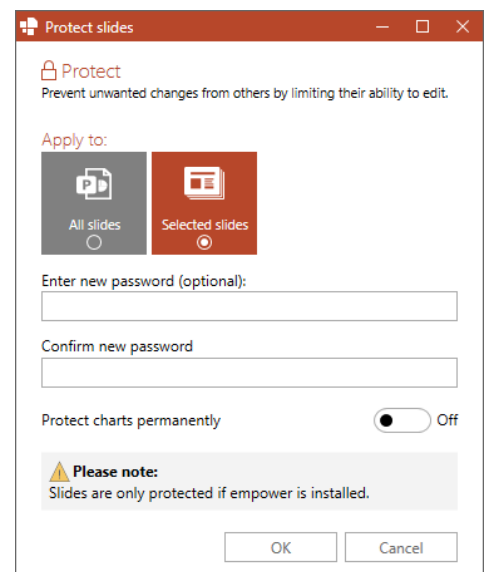 Protect slides
Protect
Prevent unwanted changes from others by limiting their ability to edit.
Apply to:
All slides
Selected slides
Enter new password (optional):
Confirm new password
Protect charts permanently
Off
Please note:
Slides are only protected if empower is installed.
OK
Cancel